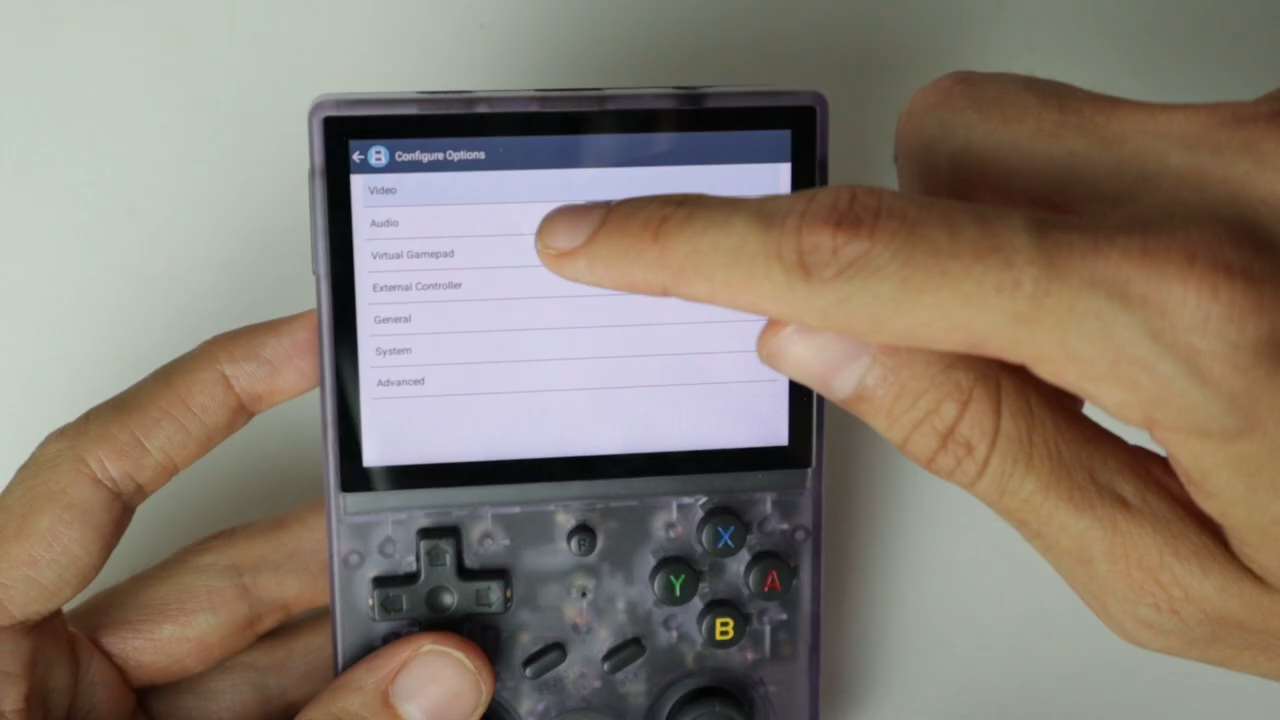 Configure Options
Video
Audio
Virtual Gamepad
External Controller
General
System
Advanced
R
X
Y
A
B